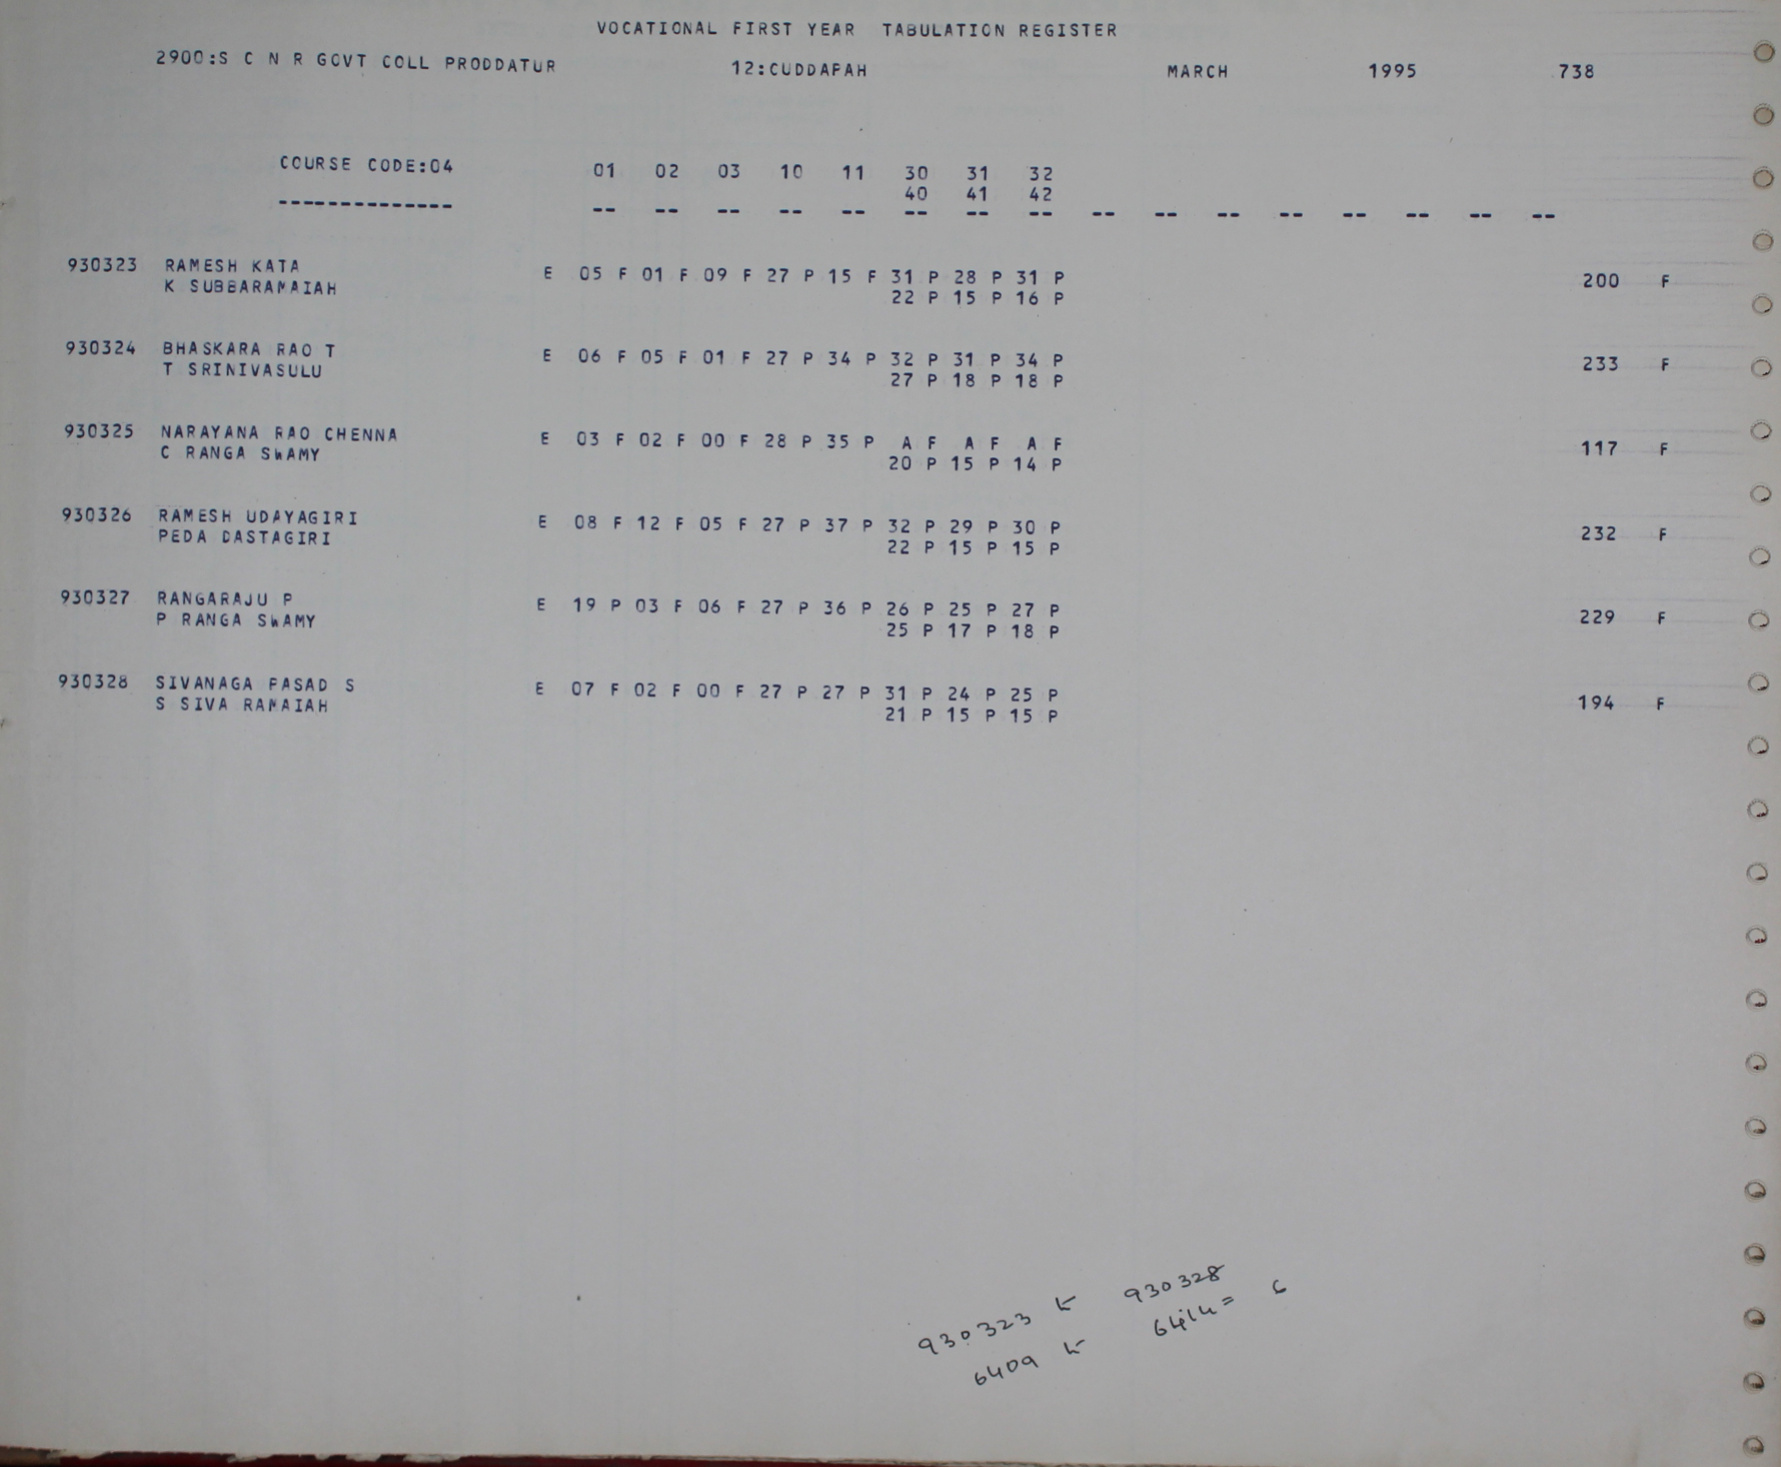 VOCATIONAL FIRST YEAR TABULATION REGISTER
2900:S C N R GOVT COLL PRODDATUR 12:CUDDAPAH MARCH 1995 738
COURSE CODE:04 01 02 03 10 11 30 31 32
40 41 42
-------------- -- -- -- -- -- -- -- -- -- -- -- -- -- -- -- --
930323 RAMESH KATA E 05 F 01 F 09 F 27 P 15 F 31 P 28 P 31 P 200 F
K SUBBARAMAIAH 22 P 15 P 16 P
930324 BHASKARA RAO T E 06 F 05 F 01 F 27 P 34 P 32 P 31 P 34 P 233 F
T SRINIVASULU 27 P 18 P 18 P
930325 NARAYANA RAO CHENNA E 03 F 02 F 00 F 28 P 35 P A F A F A F 117 F
C RANGA SWAMY 20 P 15 P 14 P
930326 RAMESH UDAYAGIRI E 08 F 12 F 05 F 27 P 37 P 32 P 29 P 30 P 232 F
PEDA DASTAGIRI 22 P 15 P 15 P
930327 RANGARAJU P E 19 P 03 F 06 F 27 P 36 P 26 P 25 P 27 P 229 F
P RANGA SWAMY 25 P 17 P 18 P
930328 SIVANAGA PASAD S E 07 F 02 F 00 F 27 P 27 P 31 P 24 P 25 P 194 F
S SIVA RAMAIAH 21 P 15 P 15 P
930323 930328
6409 6414 = 6